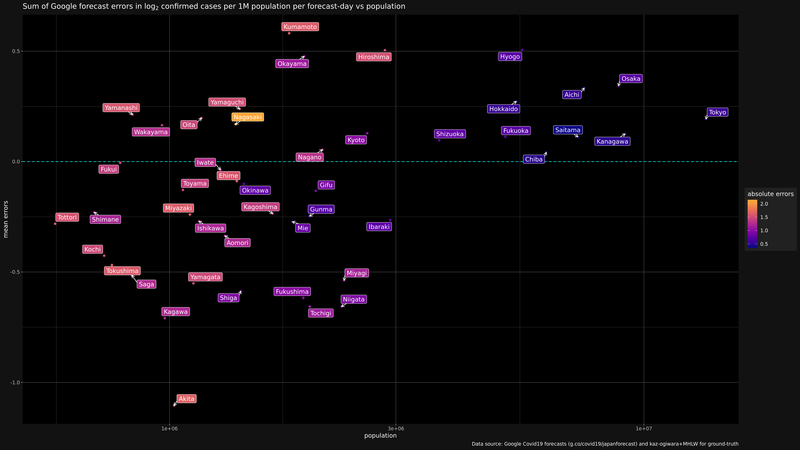 Sum of Google forecast errors in log₂ confirmed cases per 1M population per forecast-day vs population
Kumamoto
Okayama
Hiroshima
Hyogo
Osaka
Aichi
Hokkaido
Tokyo
Yamanashi
Yamaguchi
Oita
Nagasaki
Wakayama
Kyoto
Shizuoka
Fukuoka
Saitama
Kanagawa
Nagano
Chiba
Iwate
Fukui
Ehime
Toyama
Okinawa
Gifu
Tottori
Shimane
Miyazaki
Kagoshima
Gunma
Ishikawa
Mie
Ibaraki
Aomori
Kochi
Tokushima
Saga
Yamagata
Miyagi
Shiga
Fukushima
Niigata
Kagawa
Tochigi
Akita
0.5
0.0
-0.5
-1.0
mean errors
1e+06
3e+06
1e+07
population
absolute errors
2.0
1.5
1.0
0.5
Data source: Google Covid19 forecasts (g.co/covid19/japanforecast) and kaz-ogiwara+MHLW for ground-truth